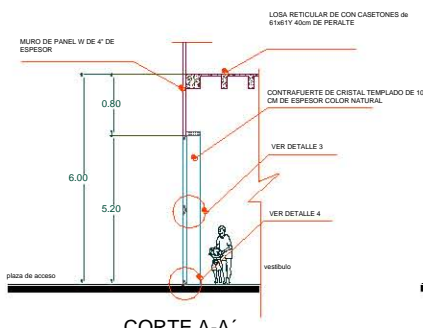 LOSA RETICULAR DE CON CASETONES de
61x61Y 40cm DE PERALTE
MURO DE PANEL W DE 4" DE
ESPESOR
CONTRAFUERTE DE CRISTAL TEMPLADO DE 10
CM DE ESPESOR COLOR NATURAL
0.80
VER DETALLE 3
6.00
5.20
VER DETALLE 4
plaza de acceso
vestibulo
CORTE A-A´